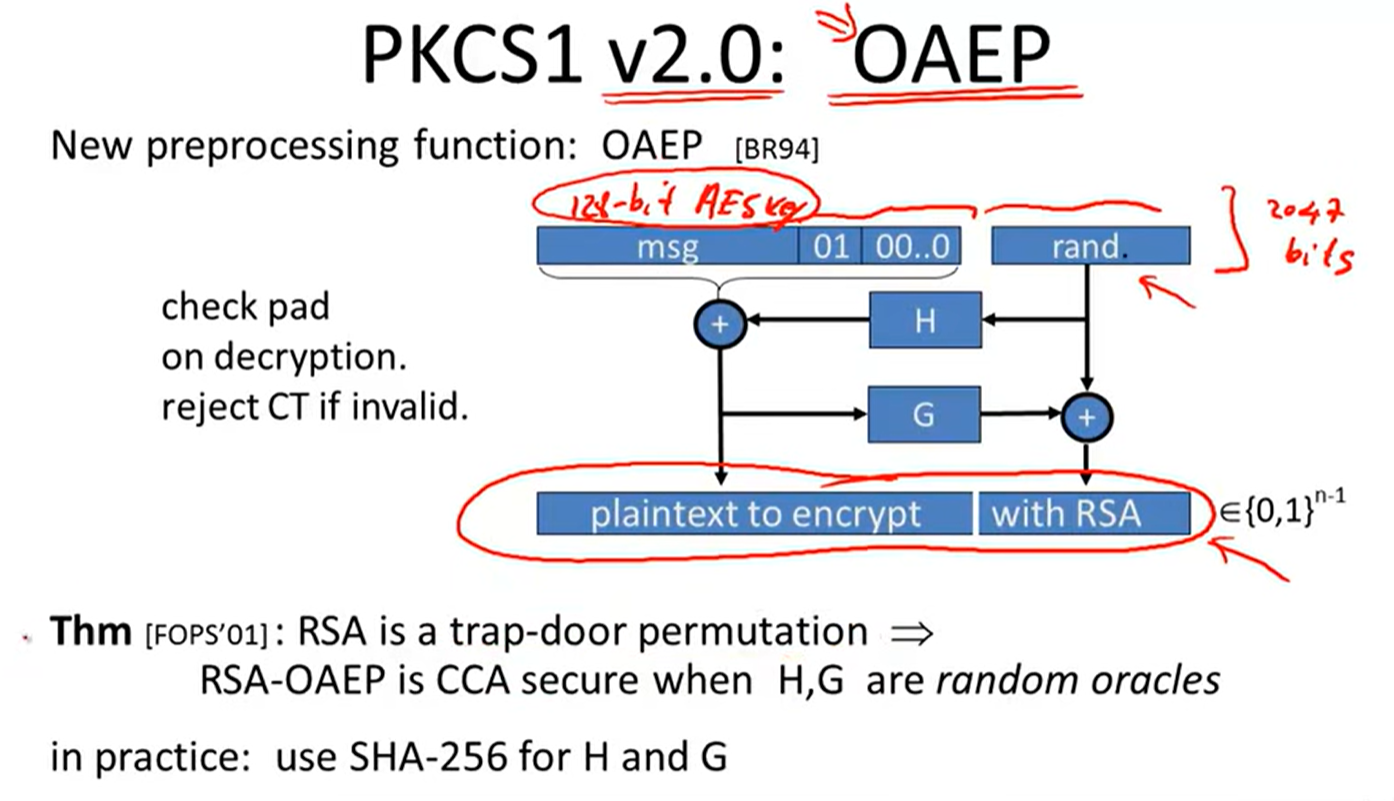 PKCS1 v2.0: OAEP
New preprocessing function: OAEP [BR94]
128-bit AES key
2047
bits
msg 01 00..0 rand.
check pad
on decryption.
reject CT if invalid.
+ H
G +
plaintext to encrypt with RSA ∈{0,1}ⁿ⁻¹
Thm [FOPS'01]: RSA is a trap-door permutation ⇒
RSA-OAEP is CCA secure when H,G are random oracles
in practice: use SHA-256 for H and G